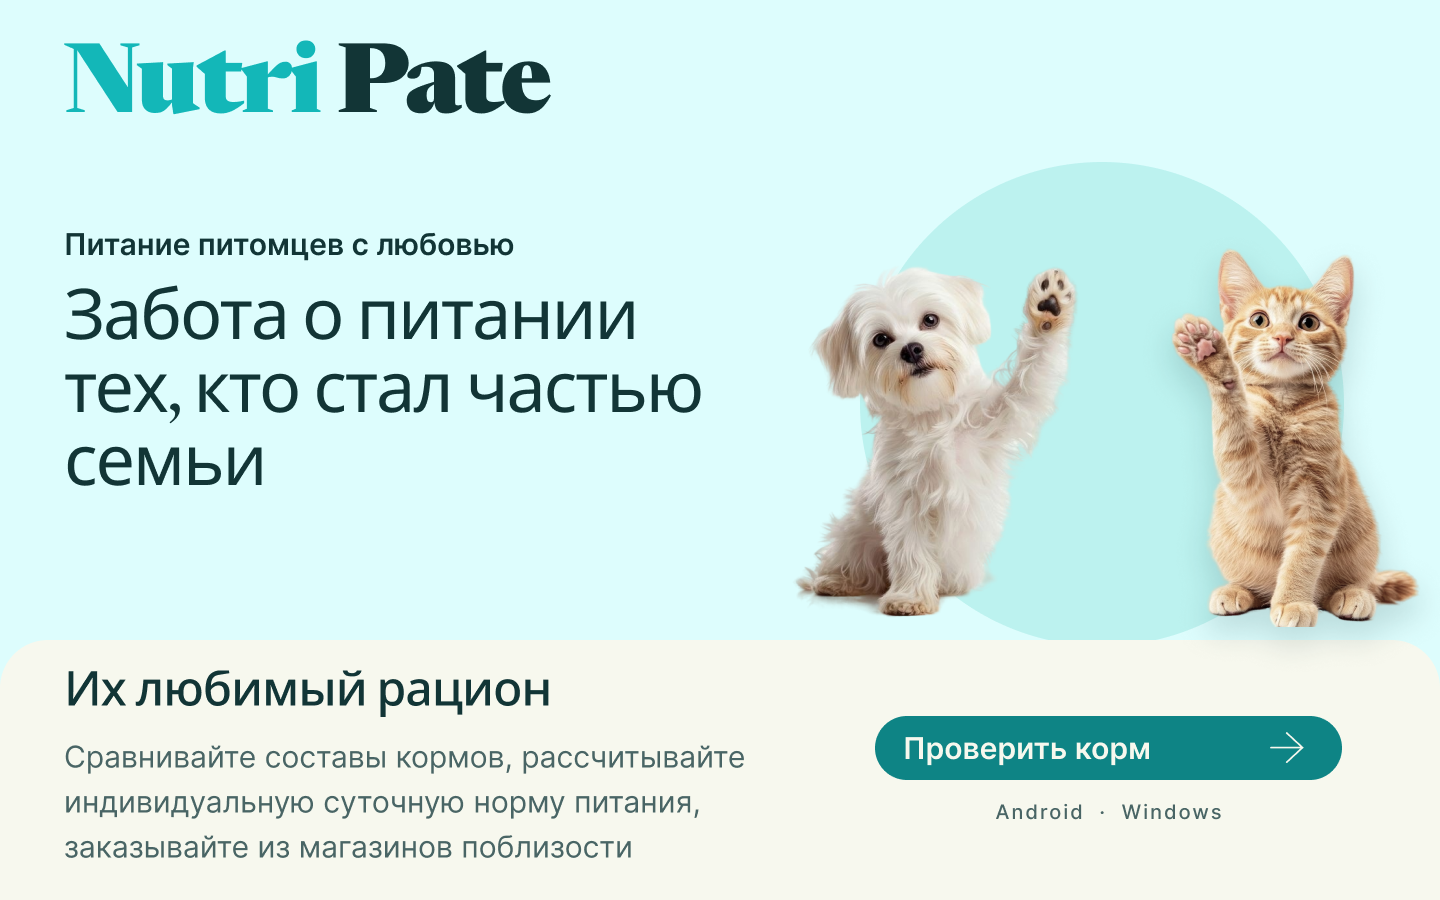 Nutri Pate
Питание питомцев с любовью
Забота о питании
тех, кто стал частью
семьи
Их любимый рацион
Сравнивайте составы кормов, рассчитывайте
индивидуальную суточную норму питания,
заказывайте из магазинов поблизости
Проверить корм
Android · Windows